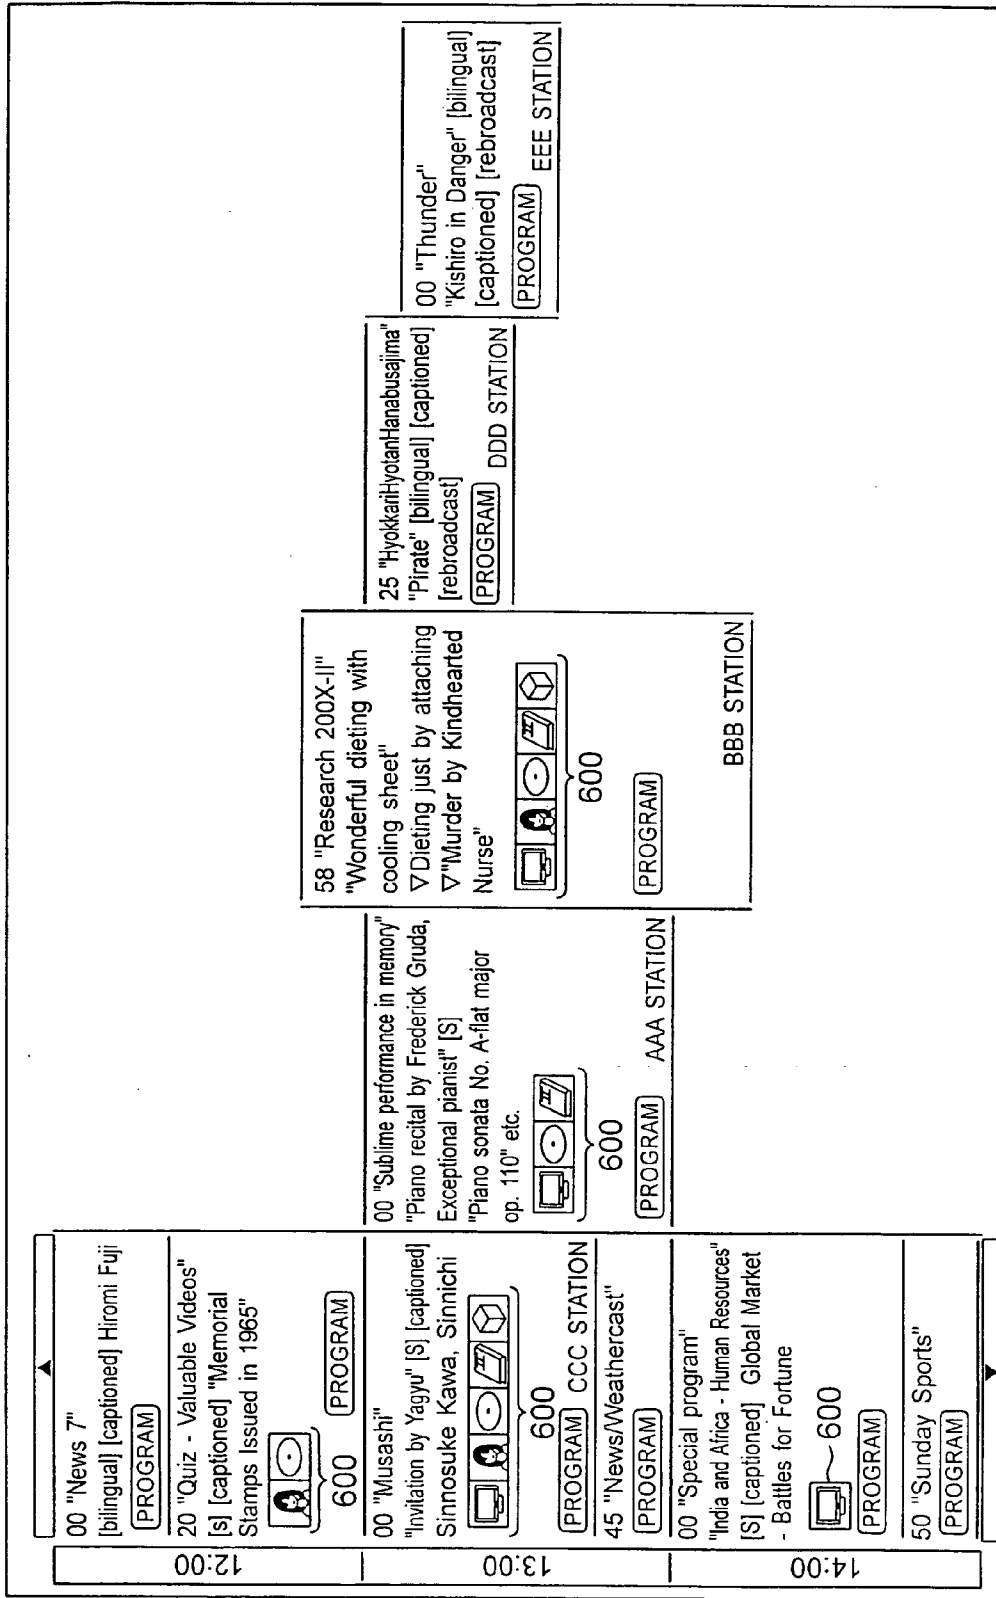 12:00
00 "News 7"
[bilingual] [captioned] Hiromi Fuji
PROGRAM
20 "Quiz - Valuable Videos"
[s] [captioned] "Memorial
Stamps Issued in 1965"
600
PROGRAM
13:00
00 "Musashi"
"Invitation by Yagyu" [S] [captioned]
Sinnosuke Kawa, Sinnichi
600
PROGRAM CCC STATION
45 "News/Weathercast"
PROGRAM
14:00
00 "Special program"
"India and Africa - Human Resources"
[S] [captioned] Global Market
- Battles for Fortune
600
PROGRAM
50 "Sunday Sports"
PROGRAM
00 "Sublime performance in memory"
"Piano recital by Frederick Gruda,
Exceptional pianist" [S]
"Piano sonata No. A-flat major
op. 110" etc.
600
PROGRAM AAA STATION
58 "Research 200X-II"
"Wonderful dieting with
cooling sheet"
▽Dieting just by attaching
▽"Murder by Kindhearted
Nurse"
600
PROGRAM
BBB STATION
25 "HyokkariHyotanHanabusajima"
"Pirate" [bilingual] [captioned]
[rebroadcast]
PROGRAM DDD STATION
00 "Thunder"
"Kishiro in Danger" [bilingual]
[captioned] [rebroadcast]
PROGRAM EEE STATION